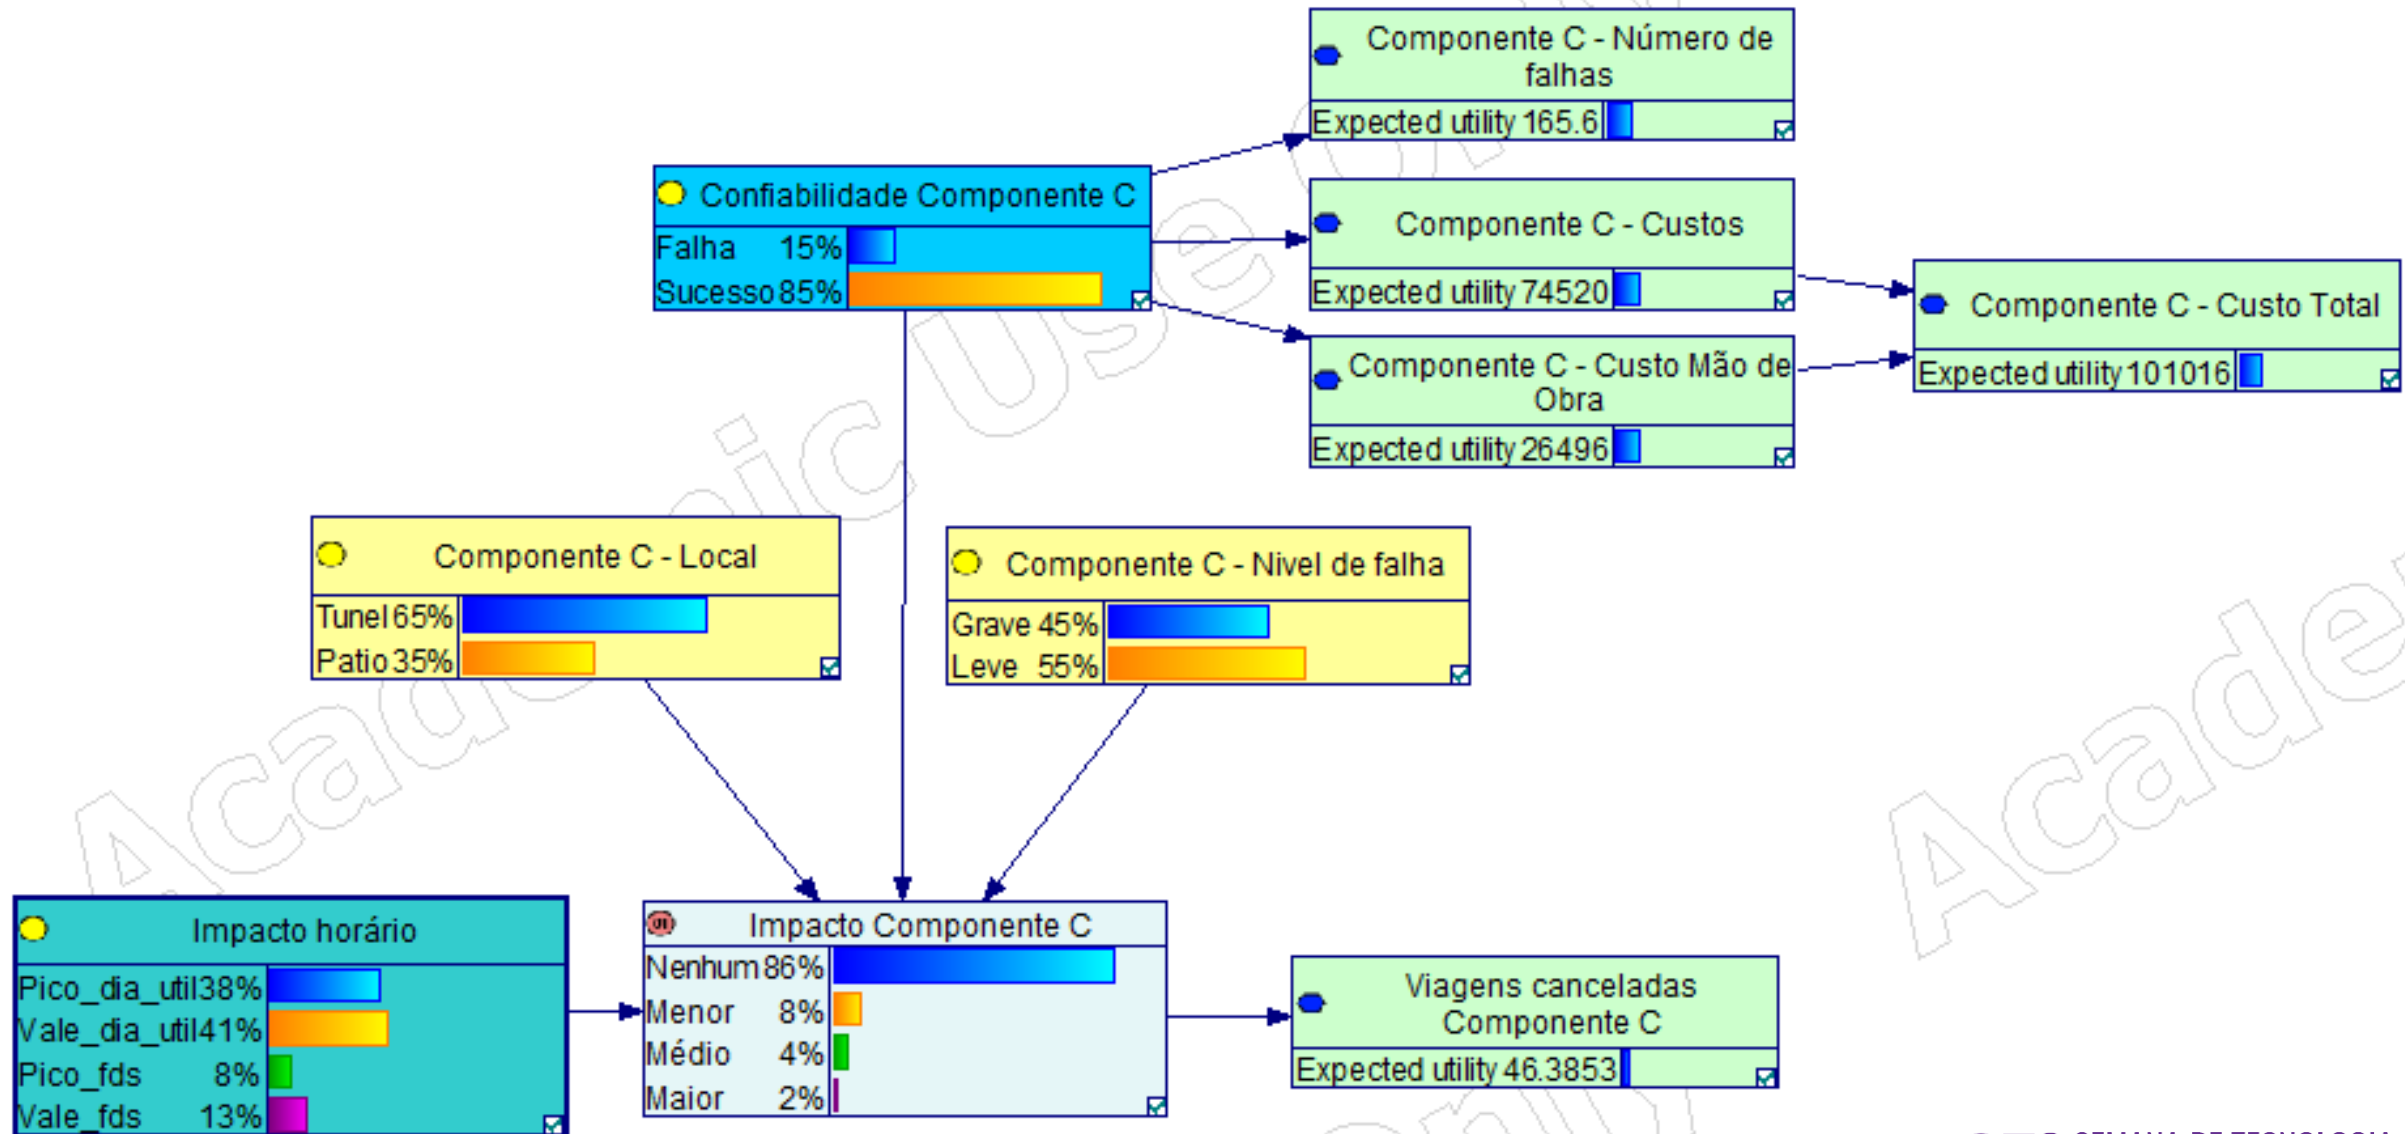 Componente C - Número de
falhas
Expected utility 165.6
Confiabilidade Componente C
Falha 15%
Sucesso 85%
Componente C - Custos
Expected utility 74520
Componente C - Custo Total
Expected utility 101016
Componente C - Custo Mão de
Obra
Expected utility 26496
Componente C - Local
Tunel 65%
Patio 35%
Componente C - Nivel de falha
Grave 45%
Leve 55%
Impacto horário
Pico_dia_util 38%
Vale_dia_util 41%
Pico_fds 8%
Vale_fds 13%
Impacto Componente C
Nenhum 86%
Menor 8%
Médio 4%
Maior 2%
Viagens canceladas
Componente C
Expected utility 46.3853
Academic Use Only